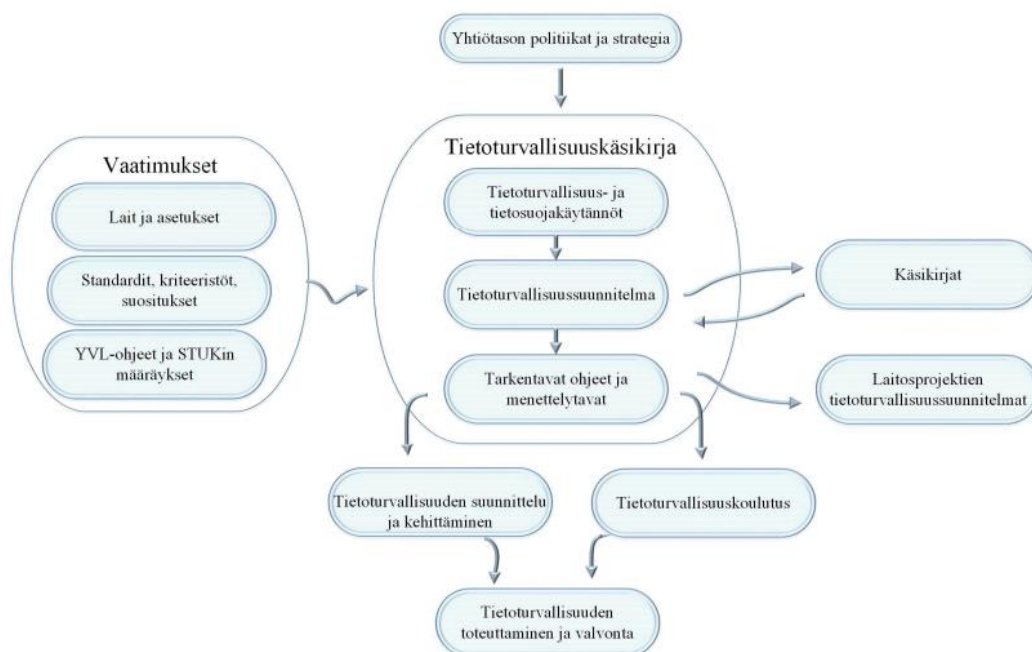 Yhtiötason politiikat ja strategia
Tietoturvallisuuskäsikirja
Vaatimukset
Lait ja asetukset
Standardit, kriteeristöt,
suositukset
YVL-ohjeet ja STUKin
määräykset
Tietoturvallisuus- ja
tietosuojakäytännöt
Tietoturvallisuussuunnitelma
Tarkentavat ohjeet ja
menettelytavat
Käsikirjat
Laitosprojektien
tietoturvallisuussuunnitelmat
Tietoturvallisuuden suunnittelu
ja kehittäminen
Tietoturvallisuuskoulutus
Tietoturvallisuuden
toteuttaminen ja valvonta